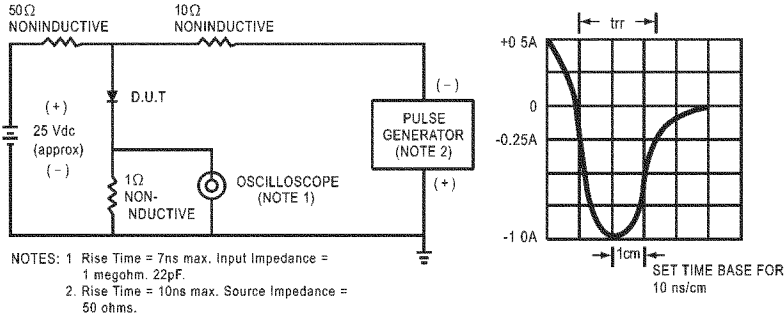 50Ω
NONINDUCTIVE
10Ω
NONINDUCTIVE
D.U.T
(+)
25 Vdc
(approx)
(-)
1Ω
NON-
INDUCTIVE
OSCILLOSCOPE
(NOTE 1)
(-)
PULSE
GENERATOR
(NOTE 2)
(+)
NOTES: 1 Rise Time = 7ns max. Input Impedance =
1 megohm. 22pF.
2. Rise Time = 10ns max. Source Impedance =
50 ohms.
trr
+0 5A
0
-0.25A
-1 0A
1cm
SET TIME BASE FOR
10 ns/cm